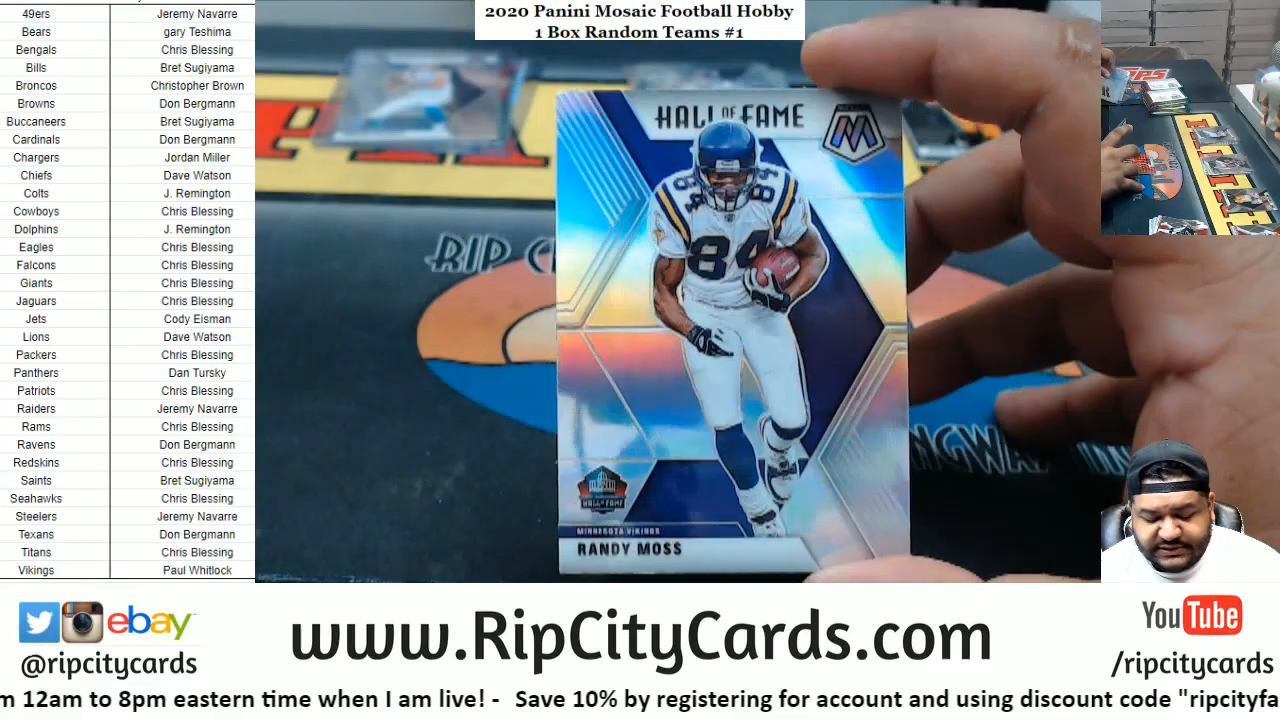 2020 Panini Mosaic Football Hobby
1 Box Random Teams #1
49ers Jeremy Navarre
Bears gary Teshima
Bengals Chris Blessing
Bills Bret Sugiyama
Broncos Christopher Brown
Browns Don Bergmann
Buccaneers Bret Sugiyama
Cardinals Don Bergmann
Chargers Jordan Miller
Chiefs Dave Watson
Colts J. Remington
Cowboys Chris Blessing
Dolphins J. Remington
Eagles Chris Blessing
Falcons Chris Blessing
Giants Chris Blessing
Jaguars Chris Blessing
Jets Cody Eisman
Lions Dave Watson
Packers Chris Blessing
Panthers Dan Tursky
Patriots Chris Blessing
Raiders Jeremy Navarre
Rams Chris Blessing
Ravens Don Bergmann
Redskins Chris Blessing
Saints Bret Sugiyama
Seahawks Chris Blessing
Steelers Jeremy Navarre
Texans Don Bergmann
Titans Chris Blessing
Vikings Paul Whitlock
HALL OF FAME
84
84
84
RIP C
HALL OF FAME
MINNESOTA VIKINGS
RANDY MOSS
ebay
@ripcitycards
www.RipCityCards.com
YouTube
/ripcitycards
m 12am to 8pm eastern time when I am live! - Save 10% by registering for account and using discount code "ripcityfa